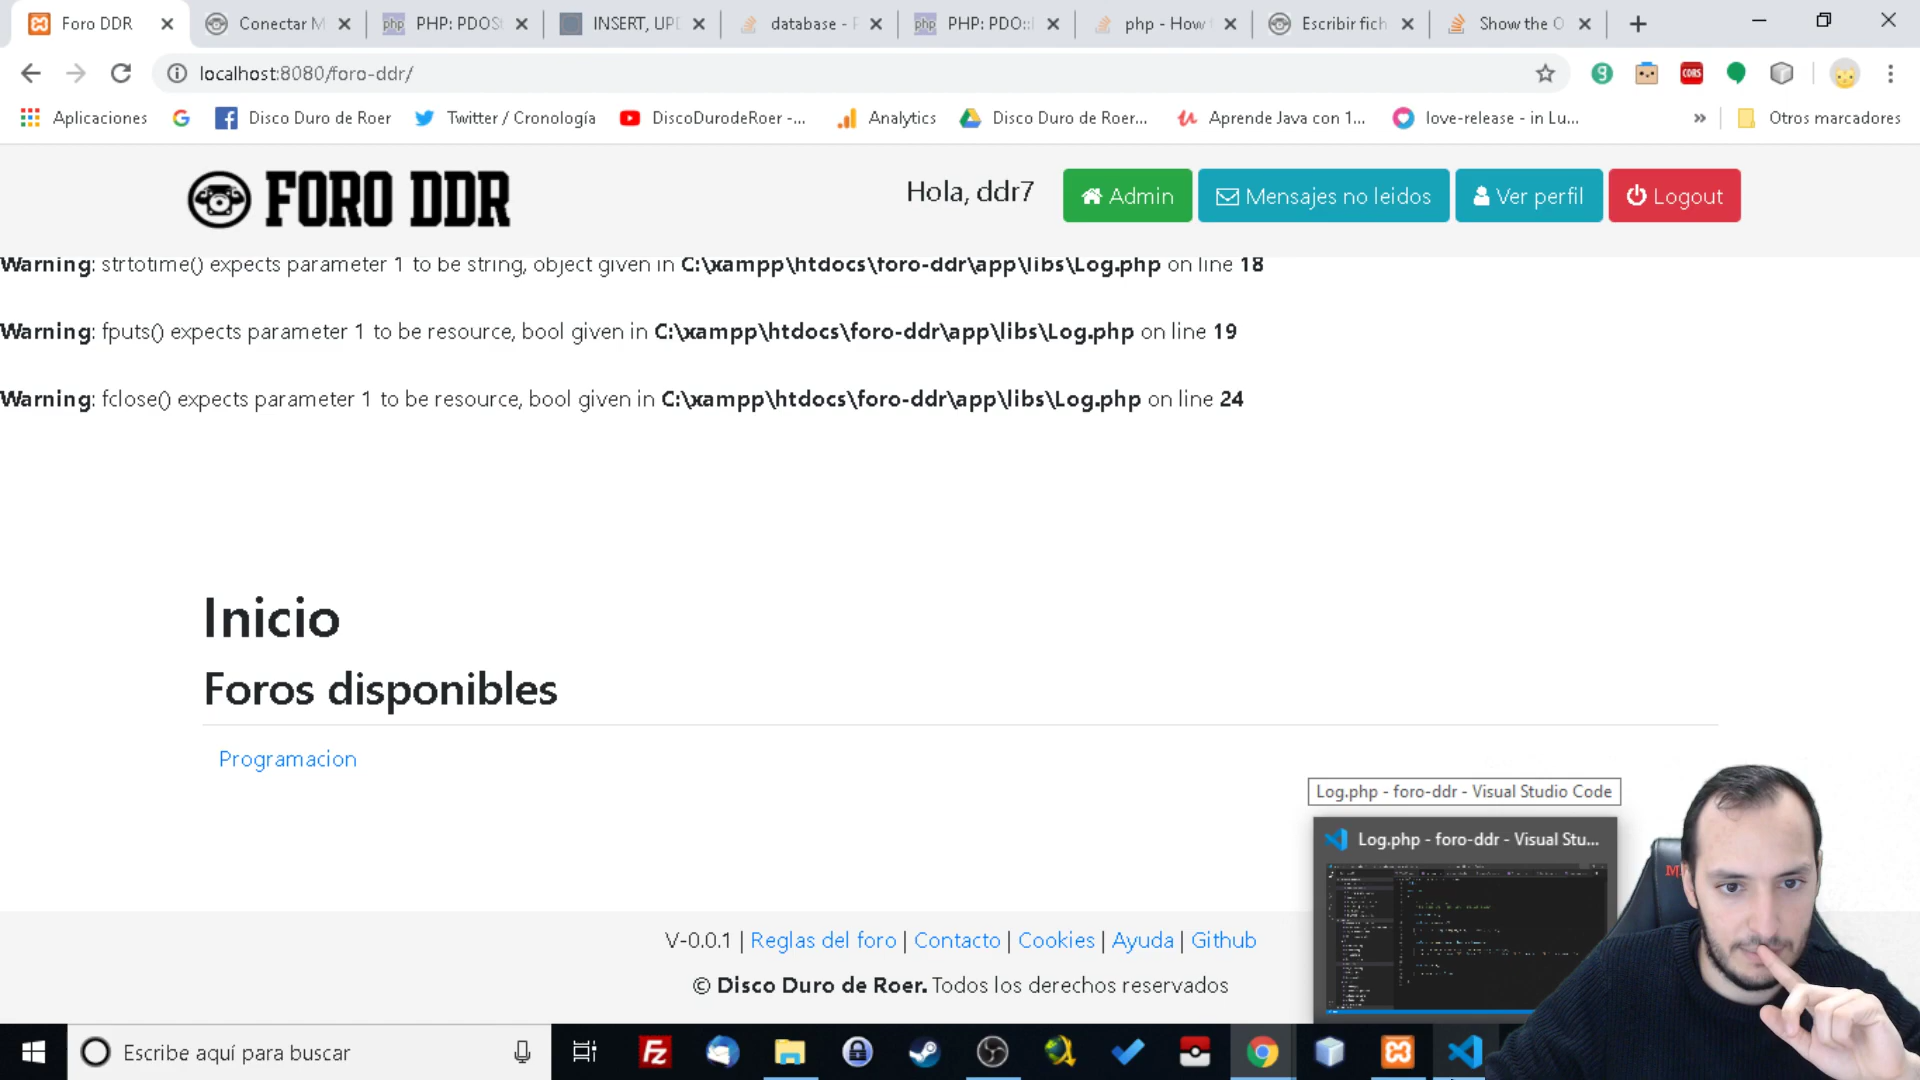 Foro DDR
Conectar M
PHP: PDOSt
INSERT, UPD
database - P
PHP: PDO::
php - How t
Escribir fich
Show the O
localhost:8080/foro-ddr/
Aplicaciones
Disco Duro de Roer
Twitter / Cronología
DiscoDurodeRoer -...
Analytics
Disco Duro de Roer...
Aprende Java con 1...
love-release - in Lu...
»
Otros marcadores
FORO DDR
Hola, ddr7
Admin
Mensajes no leidos
Ver perfil
Logout
Warning: strtotime() expects parameter 1 to be string, object given in C:\xampp\htdocs\foro-ddr\app\libs\Log.php on line 18
Warning: fputs() expects parameter 1 to be resource, bool given in C:\xampp\htdocs\foro-ddr\app\libs\Log.php on line 19
Warning: fclose() expects parameter 1 to be resource, bool given in C:\xampp\htdocs\foro-ddr\app\libs\Log.php on line 24
Inicio
Foros disponibles
Programacion
Log.php - foro-ddr - Visual Studio Code
Log.php - foro-ddr - Visual Stu...
V-0.0.1 | Reglas del foro | Contacto | Cookies | Ayuda | Github
© Disco Duro de Roer. Todos los derechos reservados
Escribe aquí para buscar